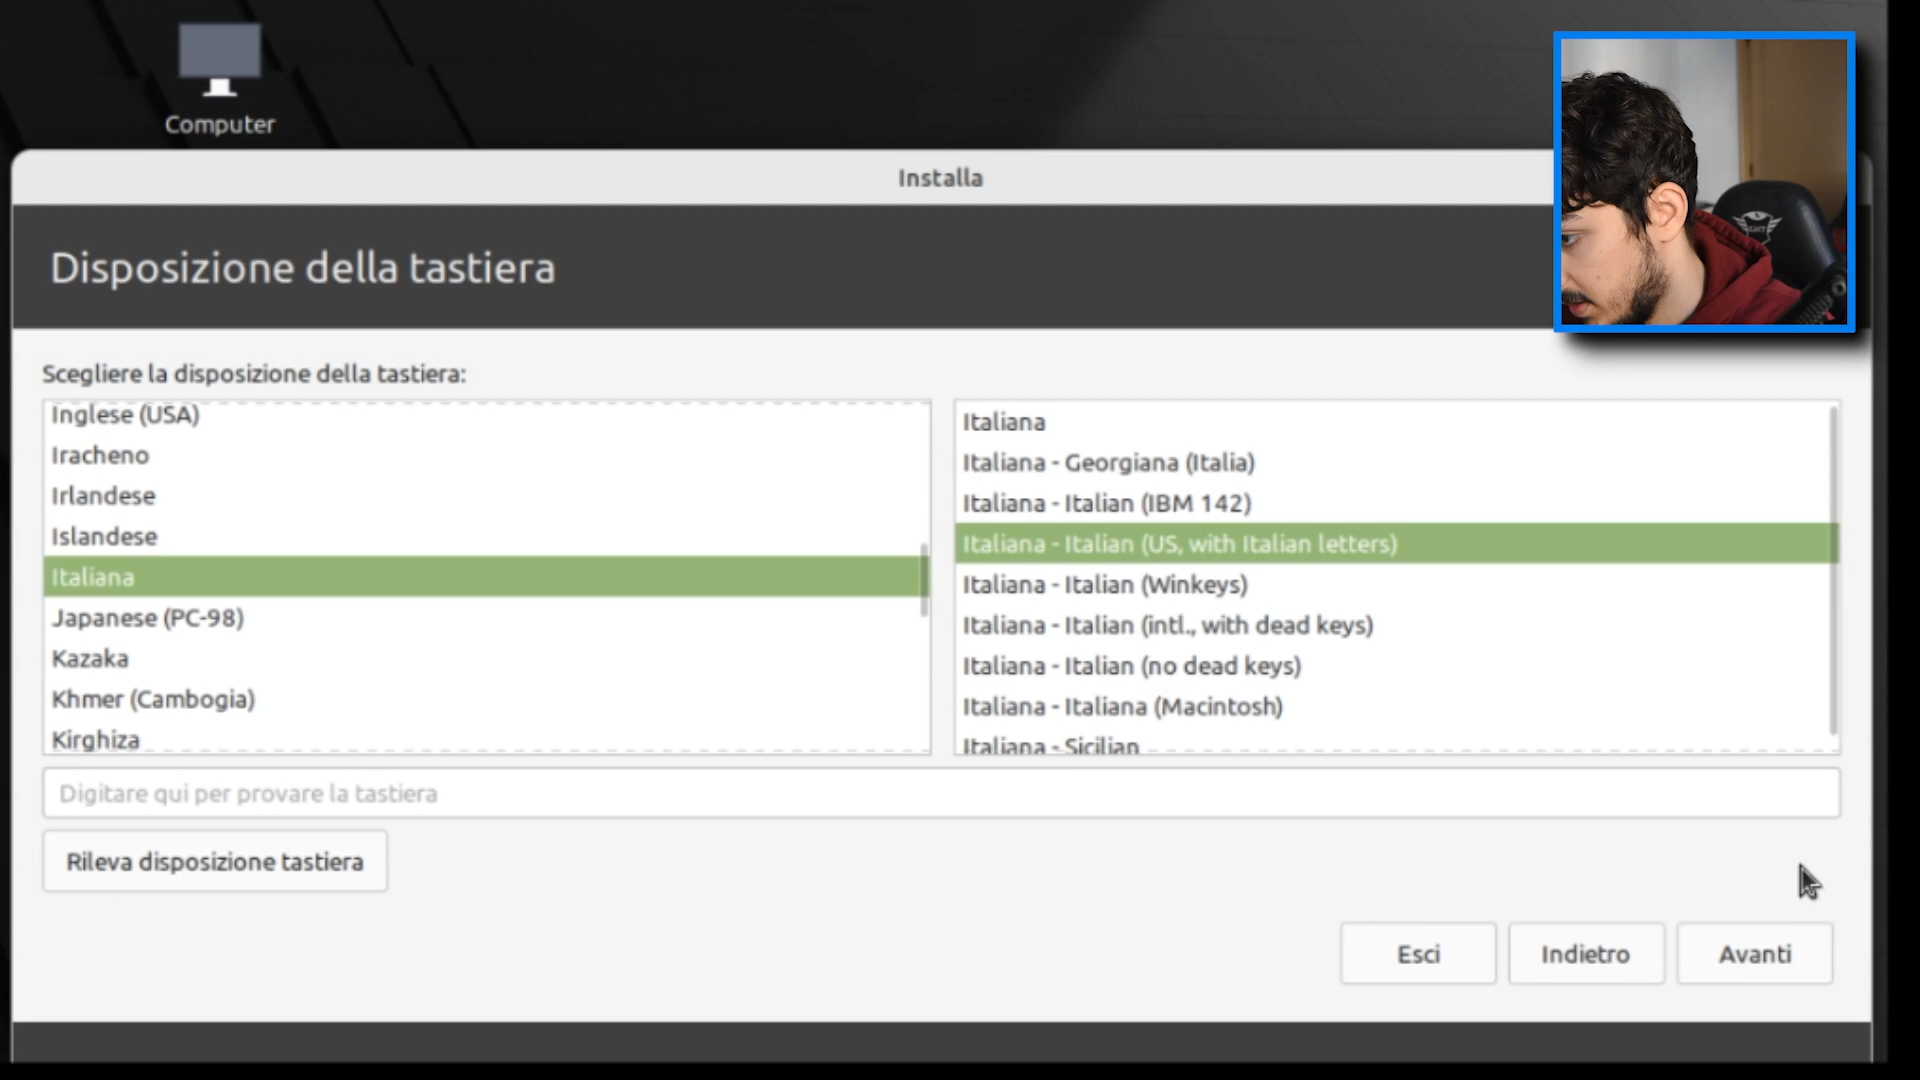 Computer
Installa
Disposizione della tastiera
Scegliere la disposizione della tastiera:
Inglese (USA)
Iracheno
Irlandese
Islandese
Italiana
Japanese (PC-98)
Kazaka
Khmer (Cambogia)
Kirghiza
Italiana
Italiana - Georgiana (Italia)
Italiana - Italian (IBM 142)
Italiana - Italian (US, with Italian letters)
Italiana - Italian (Winkeys)
Italiana - Italian (intl., with dead keys)
Italiana - Italian (no dead keys)
Italiana - Italiana (Macintosh)
Italiana - Sicilian
Digitare qui per provare la tastiera
Rileva disposizione tastiera
Esci
Indietro
Avanti